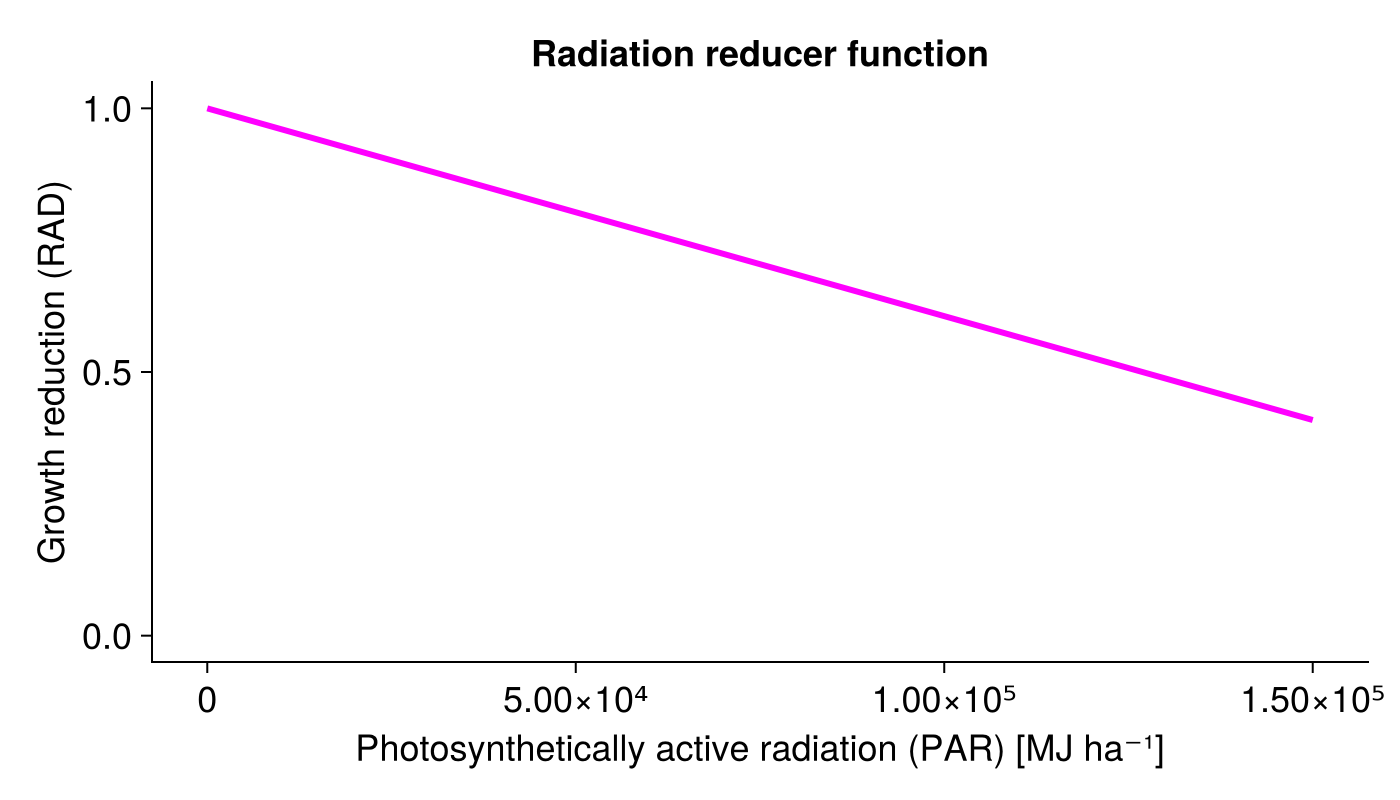 Radiation reducer function
Growth reduction (RAD)
1.0
0.5
0.0
0 5.00×10⁴ 1.00×10⁵ 1.50×10⁵
Photosynthetically active radiation (PAR) [MJ ha⁻¹]